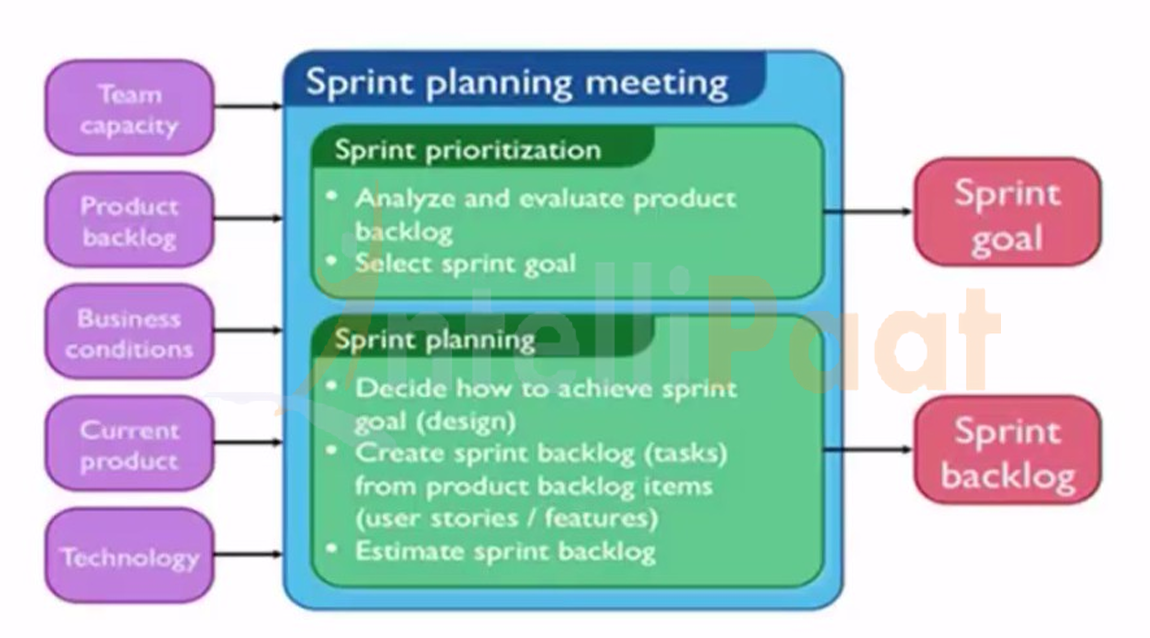 Team
capacity
Product
backlog
Business
conditions
Current
product
Technology
Sprint planning meeting
Sprint prioritization
• Analyze and evaluate product
backlog
• Select sprint goal
Sprint planning
• Decide how to achieve sprint
goal (design)
• Create sprint backlog (tasks)
from product backlog items
(user stories / features)
• Estimate sprint backlog
Sprint
goal
Sprint
backlog
intelliPaat